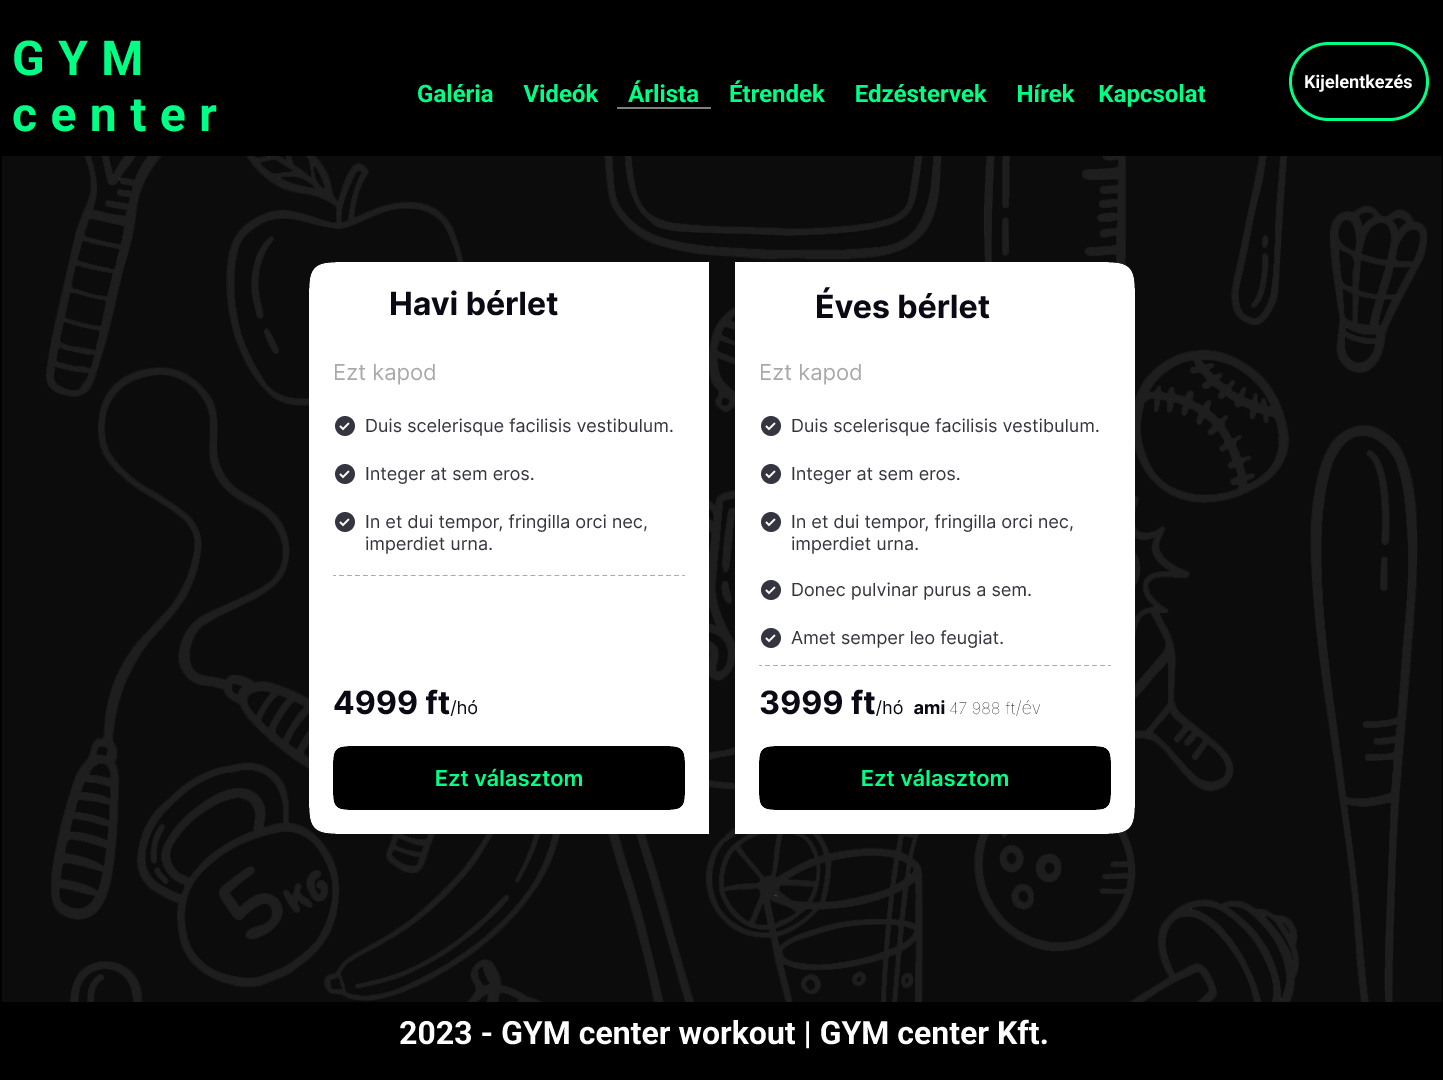 GYM
center
Galéria Videók Árlista Étrendek Edzéstervek Hírek Kapcsolat
Kijelentkezés
Havi bérlet
Ezt kapod
Duis scelerisque facilisis vestibulum.
Integer at sem eros.
In et dui tempor, fringilla orci nec,
imperdiet urna.
4999 ft/hó
Ezt választom
Éves bérlet
Ezt kapod
Duis scelerisque facilisis vestibulum.
Integer at sem eros.
In et dui tempor, fringilla orci nec,
imperdiet urna.
Donec pulvinar purus a sem.
Amet semper leo feugiat.
3999 ft/hó ami 47 988 ft/év
Ezt választom
5KG
2023 - GYM center workout | GYM center Kft.